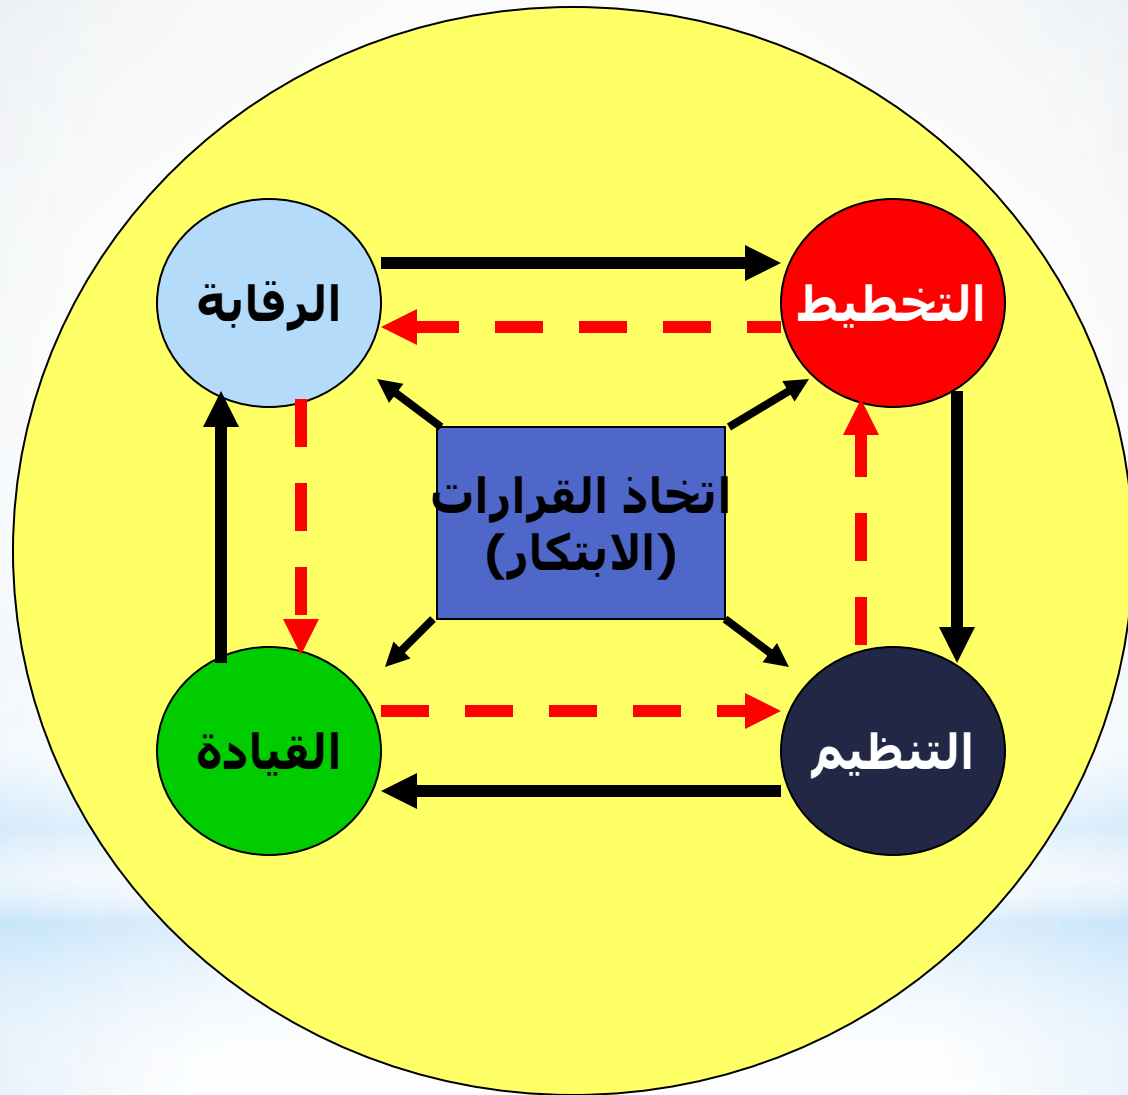 التخطيط
الرقابة
اتخاذ القرارات
(الابتكار)
التنظيم
القيادة